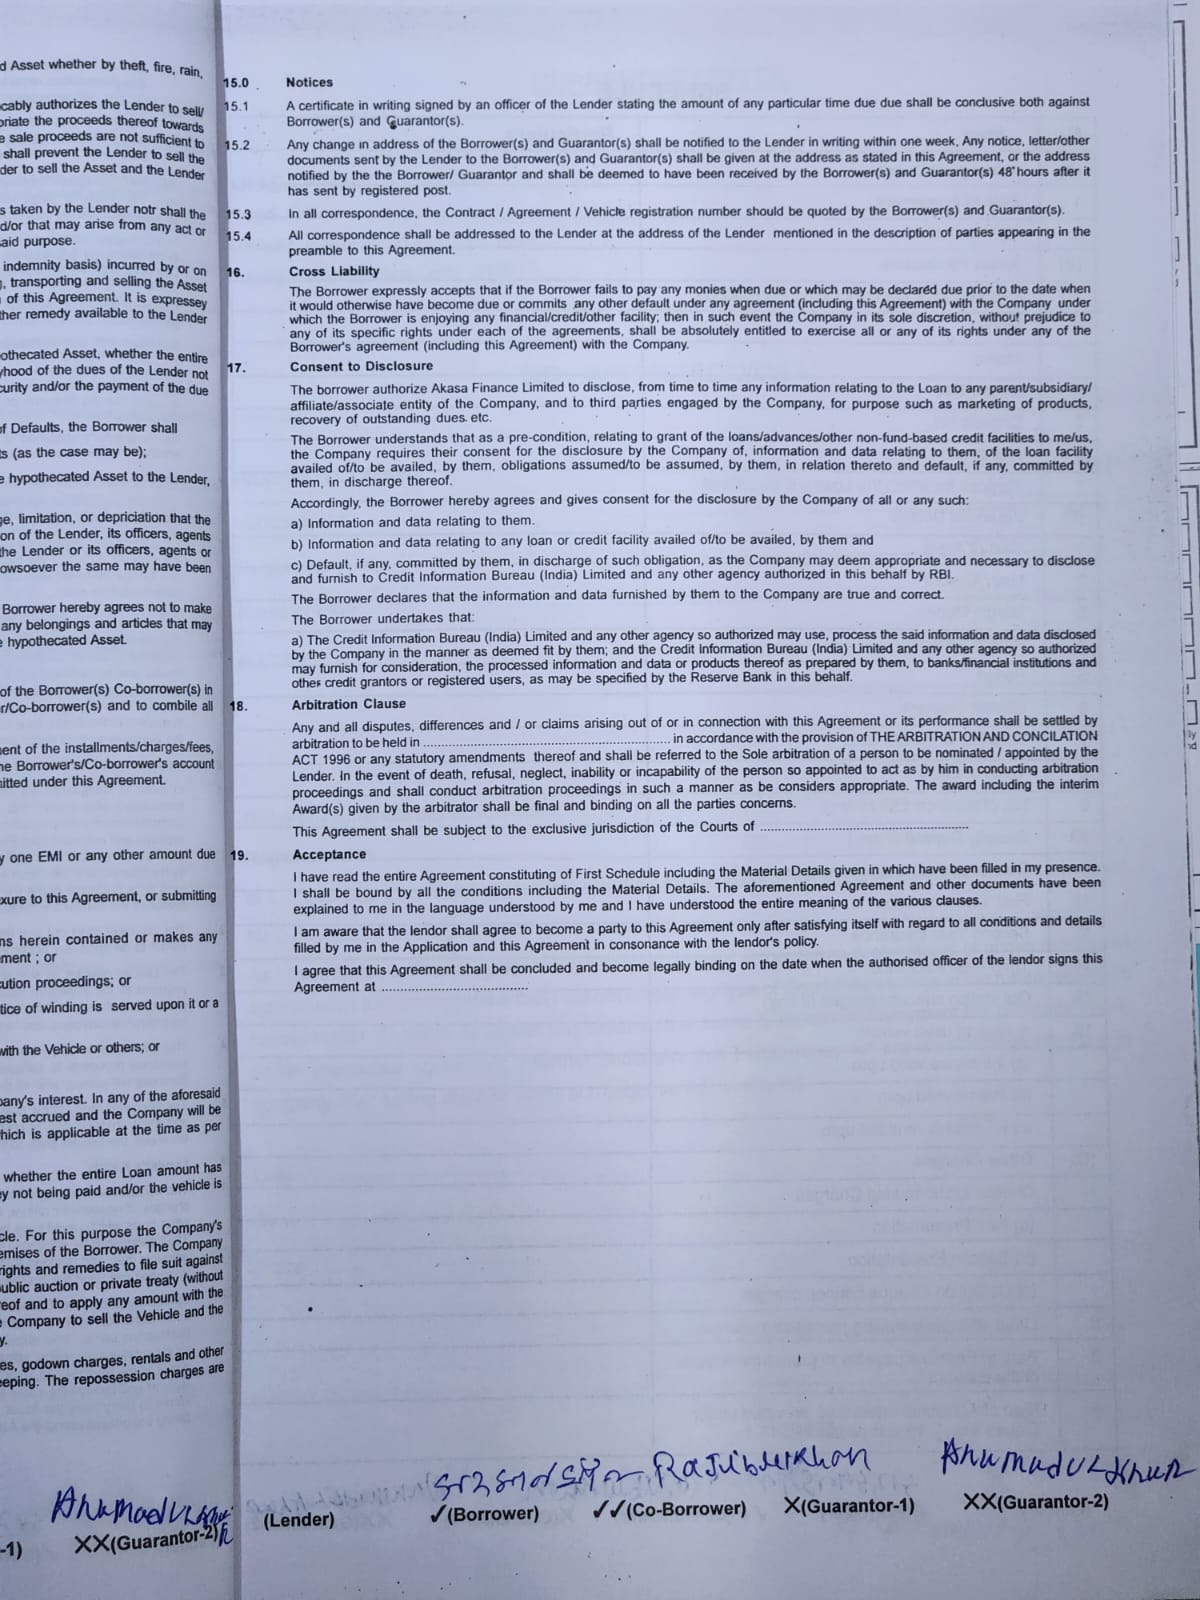 d Asset whether by theft, fire, rain,
cably authorizes the Lender to sell/
priate the proceeds thereof towards
e sale proceeds are not sufficient to
shall prevent the Lender to sell the
der to sell the Asset and the Lender
s taken by the Lender notr shall the
d/or that may arise from any act or
said purpose.
indemnity basis) incurred by or on
, transporting and selling the Asset
of this Agreement. It is expressey
ther remedy available to the Lender
othecated Asset, whether the entire
yhood of the dues of the Lender not
curity and/or the payment of the due
of Defaults, the Borrower shall
ts (as the case may be);
e hypothecated Asset to the Lender,
ge, limitation, or depriciation that the
on of the Lender, its officers, agents
the Lender or its officers, agents or
owsoever the same may have been
Borrower hereby agrees not to make
any belongings and articles that may
e hypothecated Asset.
of the Borrower(s) Co-borrower(s) in
r/Co-borrower(s) and to combile all
ment of the installments/charges/fees,
he Borrower's/Co-borrower's account
mitted under this Agreement.
y one EMI or any other amount due
xure to this Agreement, or submitting
ns herein contained or makes any
ment ; or
cution proceedings; or
tice of winding is served upon it or a
with the Vehicle or others; or
pany's interest. In any of the aforesaid
est accrued and the Company will be
hich is applicable at the time as per
whether the entire Loan amount has
ey not being paid and/or the vehicle is
cle. For this purpose the Company's
emises of the Borrower. The Company
rights and remedies to file suit against
public auction or private treaty (without
reof and to apply any amount with the
e Company to sell the Vehicle and the
y.
es, godown charges, rentals and other
eeping. The repossession charges are
-1) XX(Guarantor-2)
15.0 Notices
15.1 A certificate in writing signed by an officer of the Lender stating the amount of any particular time due due shall be conclusive both against
Borrower(s) and Guarantor(s).
15.2 Any change in address of the Borrower(s) and Guarantor(s) shall be notified to the Lender in writing within one week, Any notice, letter/other
documents sent by the Lender to the Borrower(s) and Guarantor(s) shall be given at the address as stated in this Agreement, or the address
notified by the the Borrower/ Guarantor and shall be deemed to have been received by the Borrower(s) and Guarantor(s) 48 hours after it
has sent by registered post.
15.3 In all correspondence, the Contract / Agreement / Vehicle registration number should be quoted by the Borrower(s) and Guarantor(s).
15.4 All correspondence shall be addressed to the Lender at the address of the Lender mentioned in the description of parties appearing in the
preamble to this Agreement.
16. Cross Liability
The Borrower expressly accepts that if the Borrower fails to pay any monies when due or which may be declared due prior to the date when
it would otherwise have become due or commits any other default under any agreement (including this Agreement) with the Company under
which the Borrower is enjoying any financial/credit/other facility; then in such event the Company in its sole discretion, without prejudice to
any of its specific rights under each of the agreements, shall be absolutely entitled to exercise all or any of its rights under any of the
Borrower's agreement (including this Agreement) with the Company.
17. Consent to Disclosure
The borrower authorize Akasa Finance Limited to disclose, from time to time any information relating to the Loan to any parent/subsidiary/
affiliate/associate entity of the Company, and to third parties engaged by the Company, for purpose such as marketing of products,
recovery of outstanding dues etc.
The Borrower understands that as a pre-condition, relating to grant of the loans/advances/other non-fund-based credit facilities to me/us,
the Company requires their consent for the disclosure by the Company of, information and data relating to them, of the loan facility
availed of/to be availed, by them, obligations assumed/to be assumed, by them, in relation thereto and default, if any, committed by
them, in discharge thereof.
Accordingly, the Borrower hereby agrees and gives consent for the disclosure by the Company of all or any such:
a) Information and data relating to them.
b) Information and data relating to any loan or credit facility availed of/to be availed, by them and
c) Default, if any, committed by them, in discharge of such obligation, as the Company may deem appropriate and necessary to disclose
and furnish to Credit Information Bureau (India) Limited and any other agency authorized in this behalf by RBI.
The Borrower declares that the information and data furnished by them to the Company are true and correct.
The Borrower undertakes that:
a) The Credit Information Bureau (India) Limited and any other agency so authorized may use, process the said information and data disclosed
by the Company in the manner as deemed fit by them; and the Credit Information Bureau (India) Limited and any other agency so authorized
may furnish for consideration, the processed information and data or products thereof as prepared by them, to banks/financial institutions and
other credit grantors or registered users, as may be specified by the Reserve Bank in this behalf.
18. Arbitration Clause
Any and all disputes, differences and / or claims arising out of or in connection with this Agreement or its performance shall be settled by
arbitration to be held in ........................................ in accordance with the provision of THE ARBITRATION AND CONCILATION
ACT 1996 or any statutory amendments thereof and shall be referred to the Sole arbitration of a person to be nominated / appointed by the
Lender. In the event of death, refusal, neglect, inability or incapability of the person so appointed to act as by him in conducting arbitration
proceedings and shall conduct arbitration proceedings in such a manner as be considers appropriate. The award including the interim
Award(s) given by the arbitrator shall be final and binding on all the parties concerns.
This Agreement shall be subject to the exclusive jurisdiction of the Courts of ........................................
19. Acceptance
I have read the entire Agreement constituting of First Schedule including the Material Details given in which have been filled in my presence.
I shall be bound by all the conditions including the Material Details. The aforementioned Agreement and other documents have been
explained to me in the language understood by me and I have understood the entire meaning of the various clauses.
I am aware that the lendor shall agree to become a party to this Agreement only after satisfying itself with regard to all conditions and details
filled by me in the Application and this Agreement in consonance with the lendor's policy.
I agree that this Agreement shall be concluded and become legally binding on the date when the authorised officer of the lendor signs this
Agreement at ........................................
(Lender) ✓(Borrower) ✓✓(Co-Borrower) X(Guarantor-1) XX(Guarantor-2)